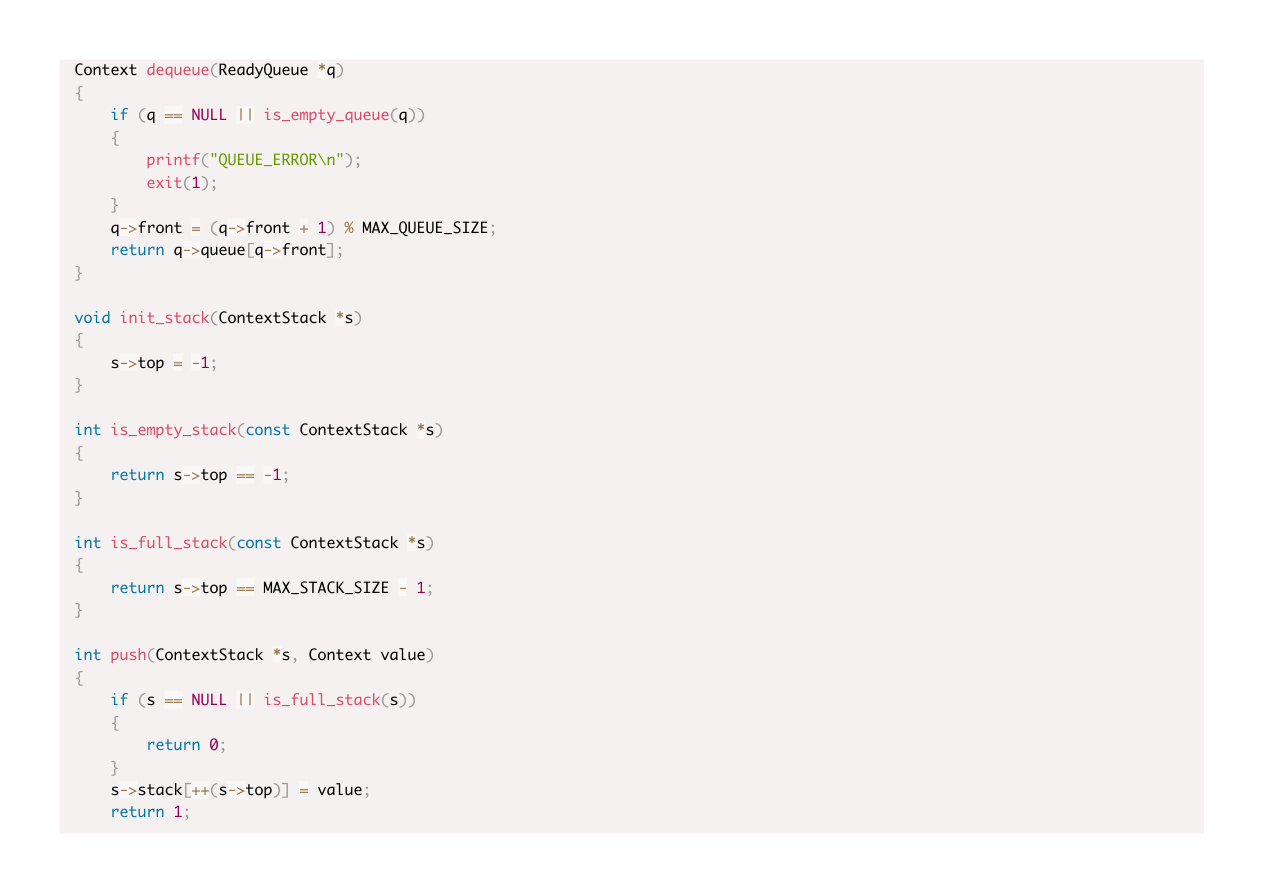 Context dequeue(ReadyQueue *q)
{
    if (q == NULL || is_empty_queue(q))
    {
        printf("QUEUE_ERROR\n");
        exit(1);
    }
    q->front = (q->front + 1) % MAX_QUEUE_SIZE;
    return q->queue[q->front];
}

void init_stack(ContextStack *s)
{
    s->top = -1;
}

int is_empty_stack(const ContextStack *s)
{
    return s->top == -1;
}

int is_full_stack(const ContextStack *s)
{
    return s->top == MAX_STACK_SIZE - 1;
}

int push(ContextStack *s, Context value)
{
    if (s == NULL || is_full_stack(s))
    {
        return 0;
    }
    s->stack[++(s->top)] = value;
    return 1;